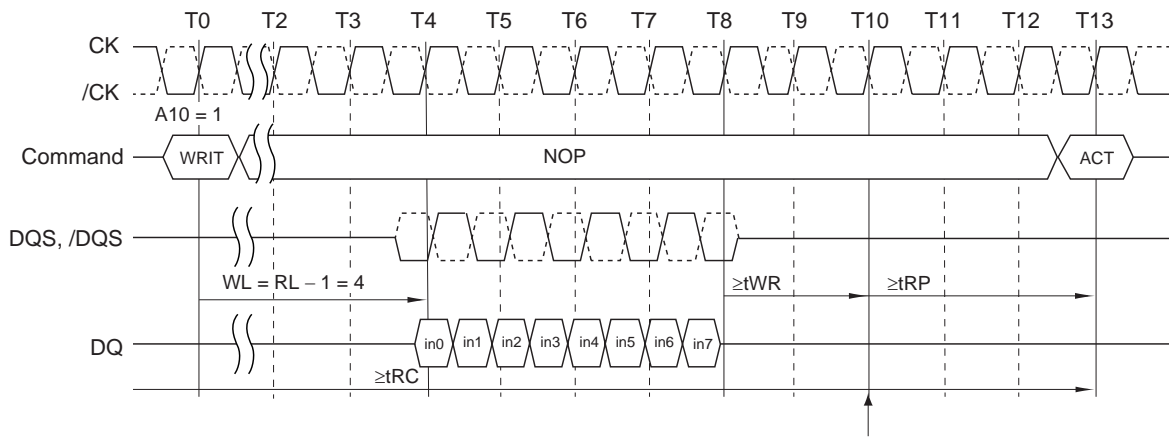 T0 T2 T3 T4 T5 T6 T7 T8 T9 T10 T11 T12 T13
CK
/CK
A10 = 1
Command WRIT NOP ACT
DQS, /DQS
WL = RL − 1 = 4 ≥tWR ≥tRP
DQ in0 in1 in2 in3 in4 in5 in6 in7
≥tRC